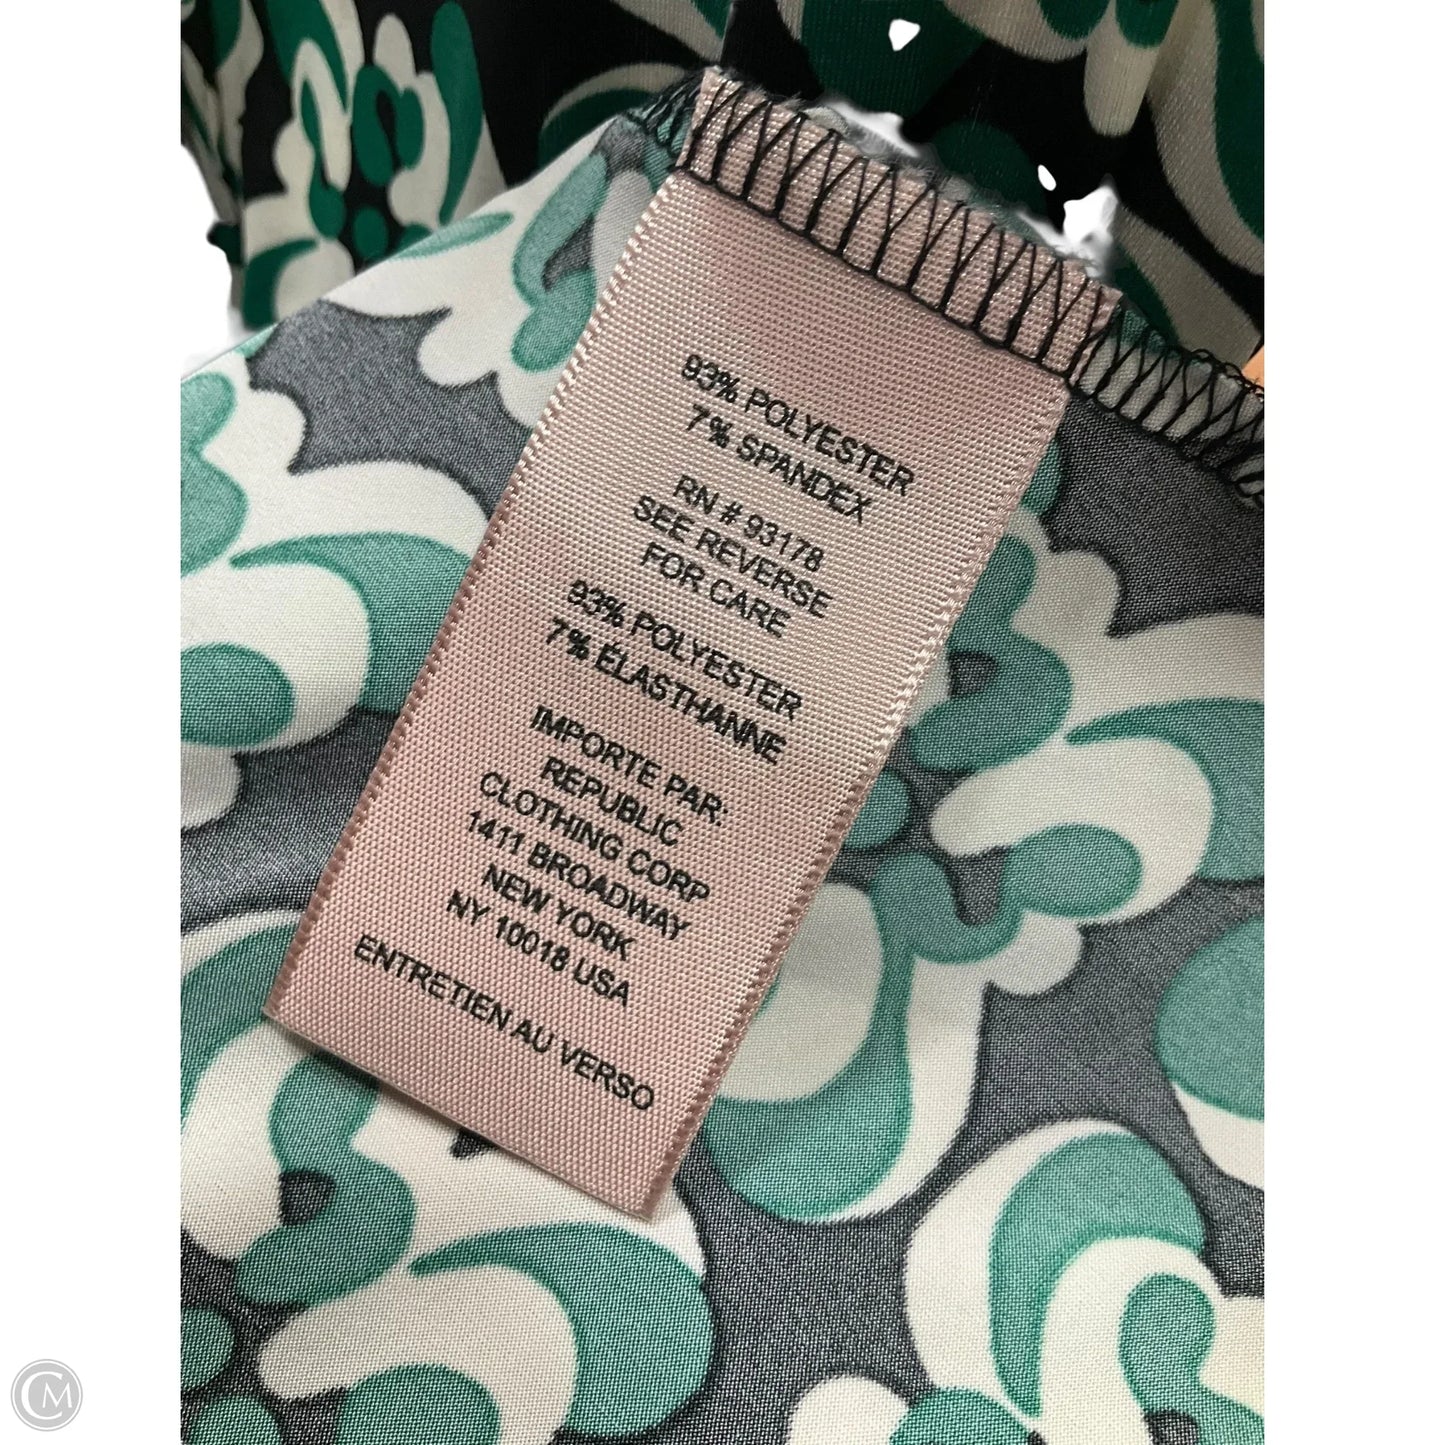 93% POLYESTER
7% SPANDEX
RN # 93178
SEE REVERSE
FOR CARE
93% POLYESTER
7% ÉLASTHANNE
IMPORTE PAR:
REPUBLIC
CLOTHING CORP
1411 BROADWAY
NEW YORK
NY 10018 USA
ENTRETIEN AU VERSO
CM